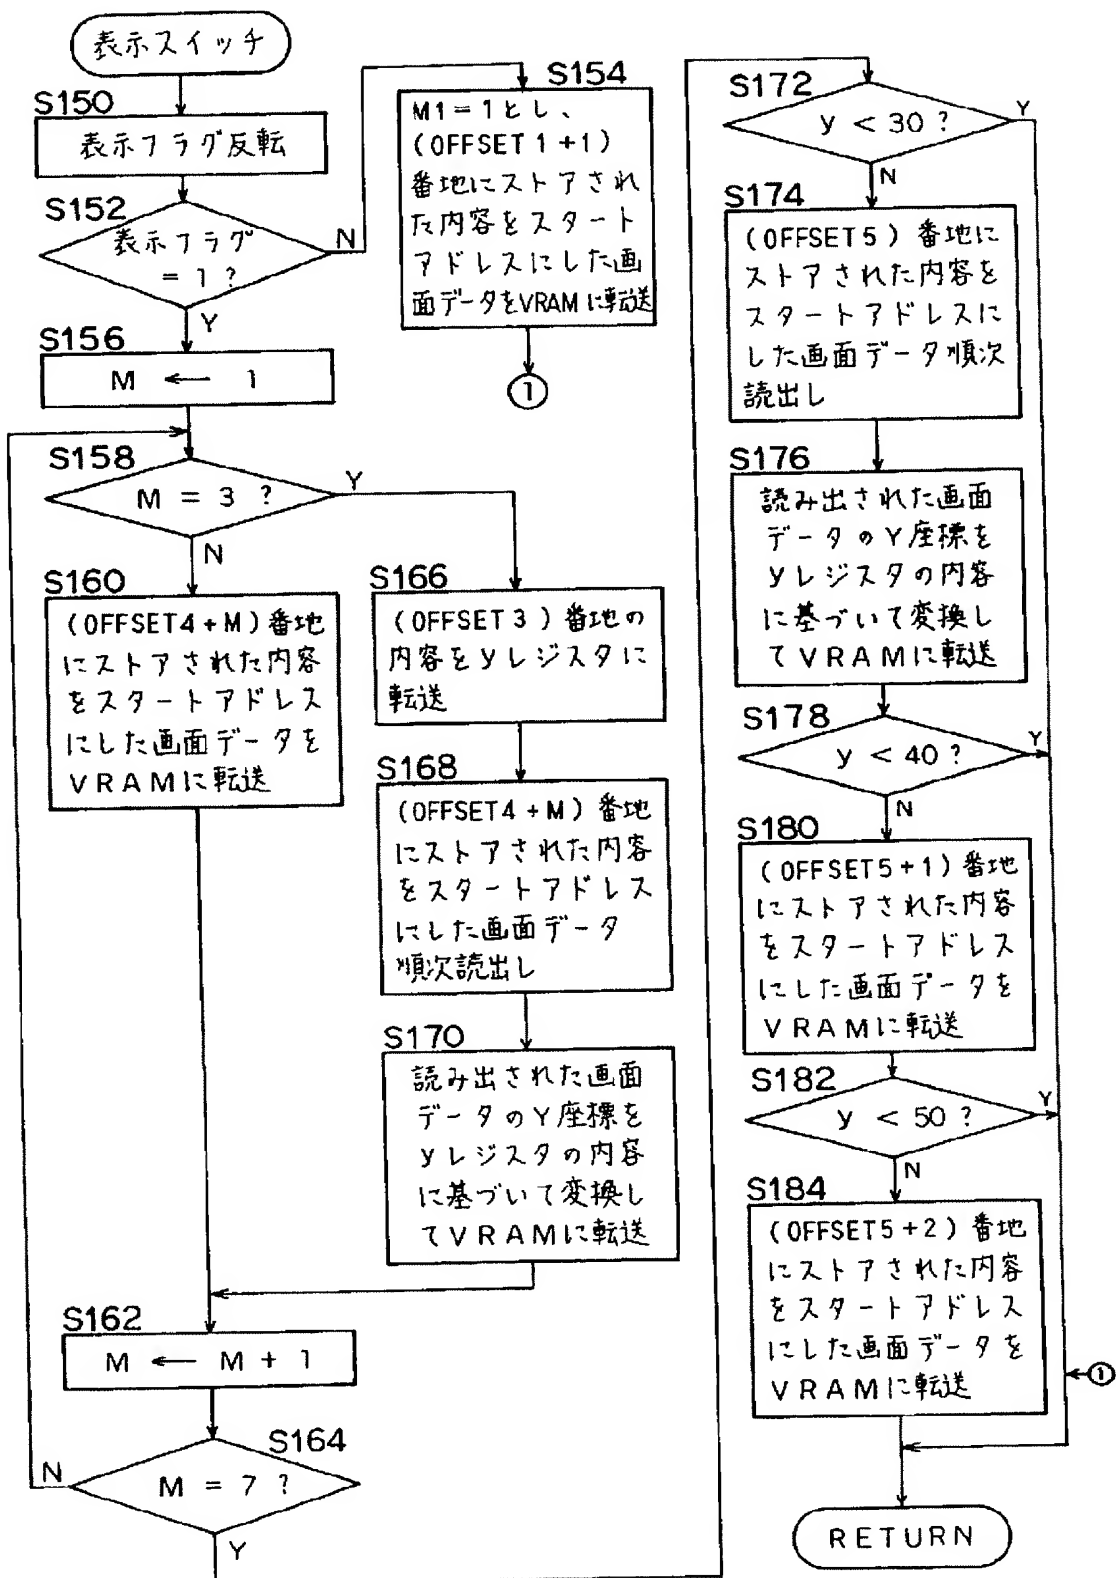 表示スイッチ
S150
表示フラグ反転
S152
表示フラグ
= 1 ?
N
Y
S154
M1 = 1とし、
(OFFSET 1 + 1)
番地にストアされ
た内容をスタート
アドレスにした画
面データをVRAMに転送
①
S156
M ← 1
S158
M = 3 ?
Y
N
S160
(OFFSET4 + M) 番地
にストアされた内容
をスタートアドレス
にした画面データを
VRAMに転送
S166
(OFFSET 3) 番地の
内容をyレジスタに
転送
S168
(OFFSET4 + M) 番地
にストアされた内容
をスタートアドレス
にした画面データ
順次読出し
S170
読み出された画面
データのY座標を
yレジスタの内容
に基づいて変換し
てVRAMに転送
S162
M ← M + 1
S164
M = 7 ?
N
Y
S172
y < 30 ?
Y
N
S174
(OFFSET5) 番地に
ストアされた内容を
スタートアドレスに
した画面データ順次
読出し
S176
読み出された画面
データのY座標を
yレジスタの内容
に基づいて変換し
てVRAMに転送
S178
y < 40 ?
Y
N
S180
(OFFSET5 + 1) 番地
にストアされた内容
をスタートアドレス
にした画面データを
VRAMに転送
S182
y < 50 ?
Y
N
S184
(OFFSET5 + 2) 番地
にストアされた内容
をスタートアドレス
にした画面データを
VRAMに転送
①
RETURN